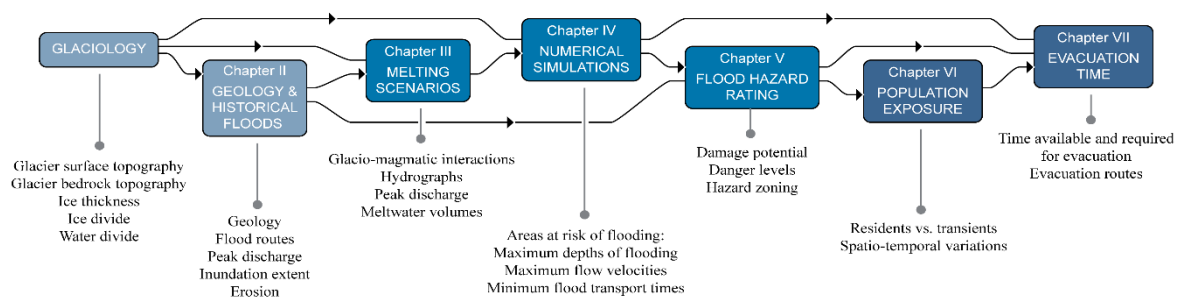 GLACIOLOGY
Glacier surface topography
Glacier bedrock topography
Ice thickness
Ice divide
Water divide
Chapter II
GEOLOGY &
HISTORICAL
FLOODS
Geology
Flood routes
Peak discharge
Inundation extent
Erosion
Chapter III
MELTING
SCENARIOS
Glacio-magmatic interactions
Hydrographs
Peak discharge
Meltwater volumes
Chapter IV
NUMERICAL
SIMULATIONS
Areas at risk of flooding:
Maximum depths of flooding
Maximum flow velocities
Minimum flood transport times
Chapter V
FLOOD HAZARD
RATING
Damage potential
Danger levels
Hazard zoning
Chapter VI
POPULATION
EXPOSURE
Residents vs. transients
Spatio-temporal variations
Chapter VII
EVACUATION
TIME
Time available and required
for evacuation
Evacuation routes